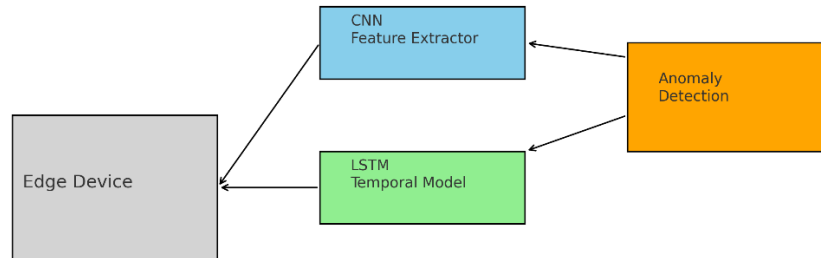 CNN
Feature Extractor
Anomaly
Detection
LSTM
Temporal Model
Edge Device